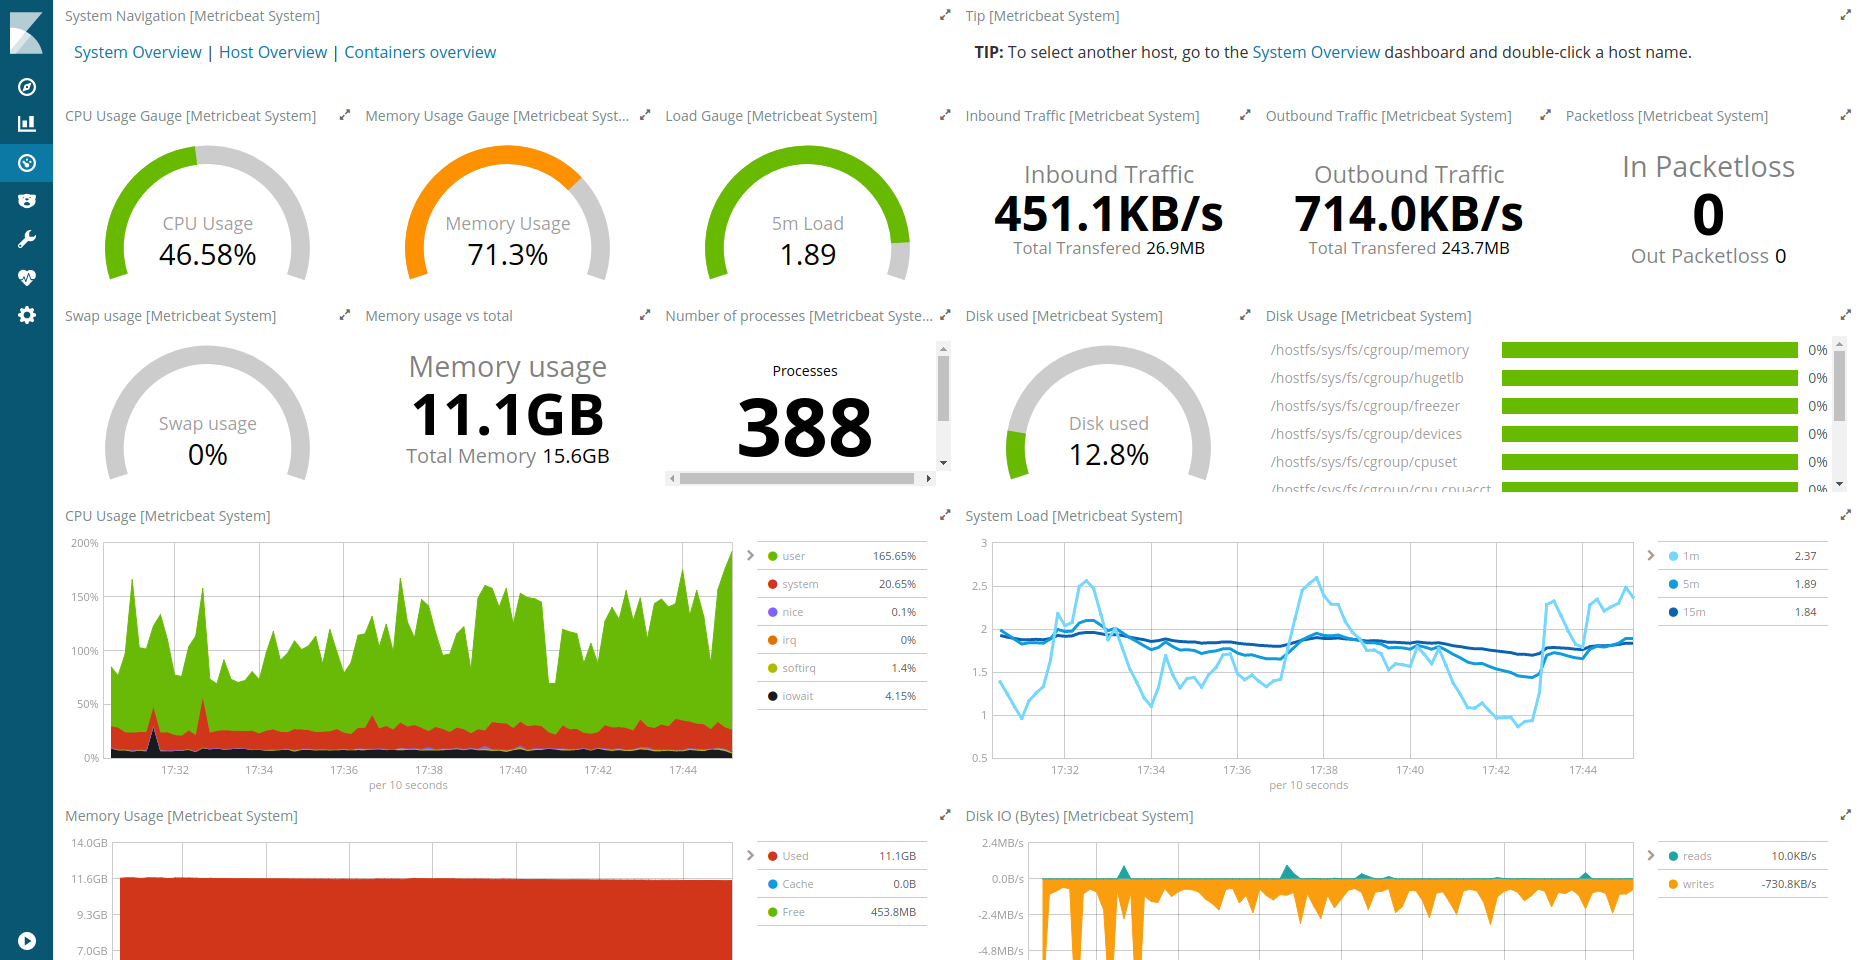 System Navigation [Metricbeat System]
System Overview | Host Overview | Containers overview
Tip [Metricbeat System]
TIP: To select another host, go to the System Overview dashboard and double-click a host name.
CPU Usage Gauge [Metricbeat System]
CPU Usage
46.58%
Memory Usage Gauge [Metricbeat Syst...
Memory Usage
71.3%
Load Gauge [Metricbeat System]
5m Load
1.89
Inbound Traffic [Metricbeat System]
Inbound Traffic
451.1KB/s
Total Transfered 26.9MB
Outbound Traffic [Metricbeat System]
Outbound Traffic
714.0KB/s
Total Transfered 243.7MB
Packetloss [Metricbeat System]
In Packetloss
0
Out Packetloss 0
Swap usage [Metricbeat System]
Swap usage
0%
Memory usage vs total
Memory usage
11.1GB
Total Memory 15.6GB
Number of processes [Metricbeat Syste...
Processes
388
Disk used [Metricbeat System]
Disk used
12.8%
Disk Usage [Metricbeat System]
/hostfs/sys/fs/cgroup/memory 0%
/hostfs/sys/fs/cgroup/hugetlb 0%
/hostfs/sys/fs/cgroup/freezer 0%
/hostfs/sys/fs/cgroup/devices 0%
/hostfs/sys/fs/cgroup/cpuset 0%
/hostfs/sys/fs/cgroup/cpu,cpuacct 0%
CPU Usage [Metricbeat System]
200%
150%
100%
50%
0%
17:32 17:34 17:36 17:38 17:40 17:42 17:44
per 10 seconds
user 165.65%
system 20.65%
nice 0.1%
irq 0%
softirq 1.4%
iowait 4.15%
System Load [Metricbeat System]
3
2.5
2
1.5
1
0.5
17:32 17:34 17:36 17:38 17:40 17:42 17:44
per 10 seconds
1m 2.37
5m 1.89
15m 1.84
Memory Usage [Metricbeat System]
14.0GB
11.6GB
9.3GB
7.0GB
Used 11.1GB
Cache 0.0B
Free 453.8MB
Disk IO (Bytes) [Metricbeat System]
2.4MB/s
0.0B/s
-2.4MB/s
-4.8MB/s
reads 10.0KB/s
writes -730.8KB/s